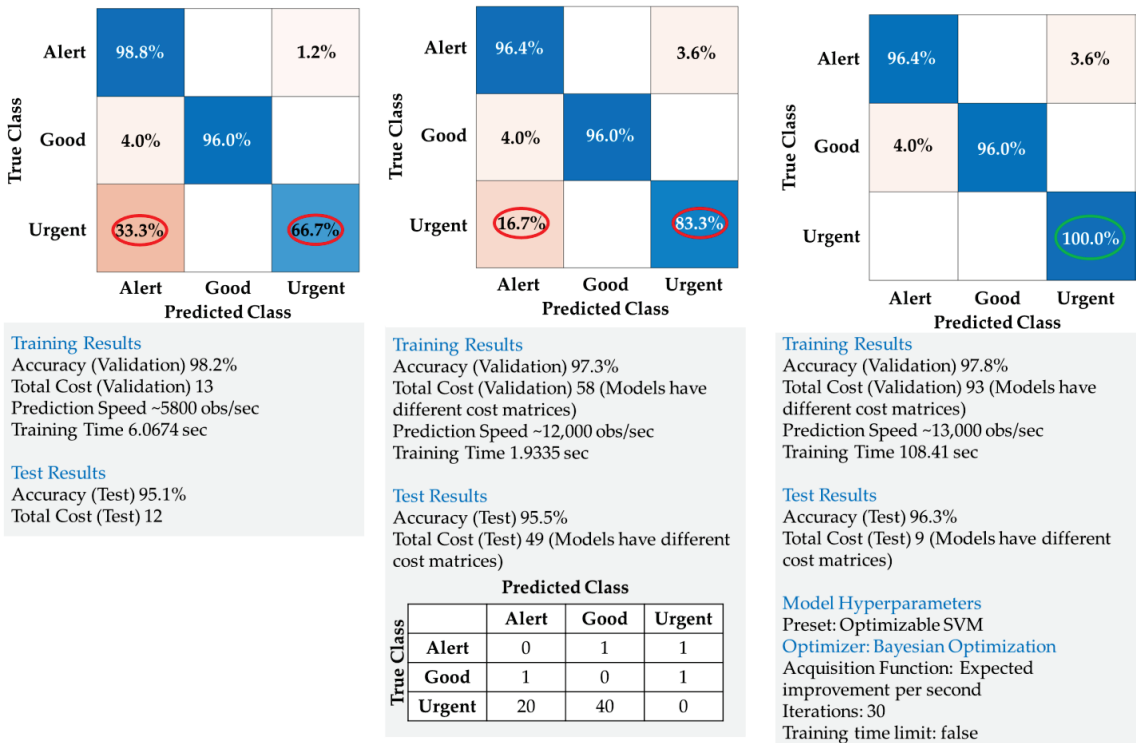 True Class
Alert 98.8% 1.2%
Good 4.0% 96.0%
Urgent 33.3% 66.7%
Alert Good Urgent
Predicted Class
Training Results
Accuracy (Validation) 98.2%
Total Cost (Validation) 13
Prediction Speed ~5800 obs/sec
Training Time 6.0674 sec
Test Results
Accuracy (Test) 95.1%
Total Cost (Test) 12
True Class
Alert 96.4% 3.6%
Good 4.0% 96.0%
Urgent 16.7% 83.3%
Alert Good Urgent
Predicted Class
Training Results
Accuracy (Validation) 97.3%
Total Cost (Validation) 58 (Models have
different cost matrices)
Prediction Speed ~12,000 obs/sec
Training Time 1.9335 sec
Test Results
Accuracy (Test) 95.5%
Total Cost (Test) 49 (Models have different
cost matrices)
Predicted Class
True Class
Alert Good Urgent
Alert 0 1 1
Good 1 0 1
Urgent 20 40 0
True Class
Alert 96.4% 3.6%
Good 4.0% 96.0%
Urgent 100.0%
Alert Good Urgent
Predicted Class
Training Results
Accuracy (Validation) 97.8%
Total Cost (Validation) 93 (Models have
different cost matrices)
Prediction Speed ~13,000 obs/sec
Training Time 108.41 sec
Test Results
Accuracy (Test) 96.3%
Total Cost (Test) 9 (Models have different
cost matrices)
Model Hyperparameters
Preset: Optimizable SVM
Optimizer: Bayesian Optimization
Acquisition Function: Expected
improvement per second
Iterations: 30
Training time limit: false